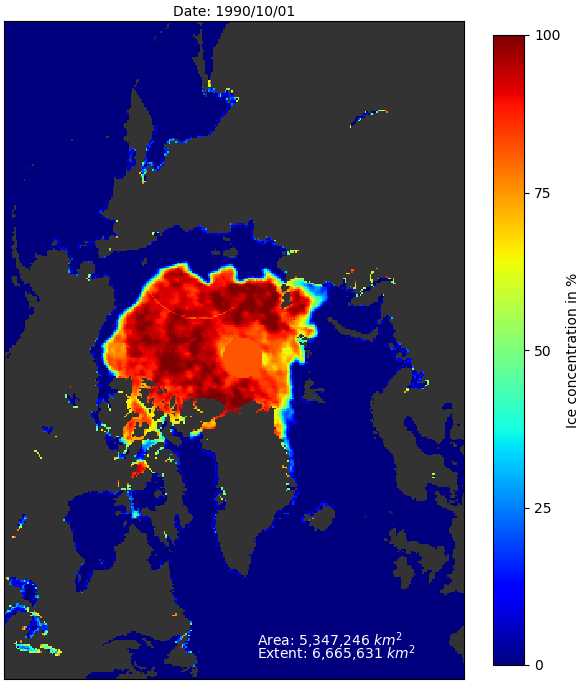 Date: 1990/10/01
100
75
50
25
0
Ice concentration in %
Area: 5,347,246 km²
Extent: 6,665,631 km²